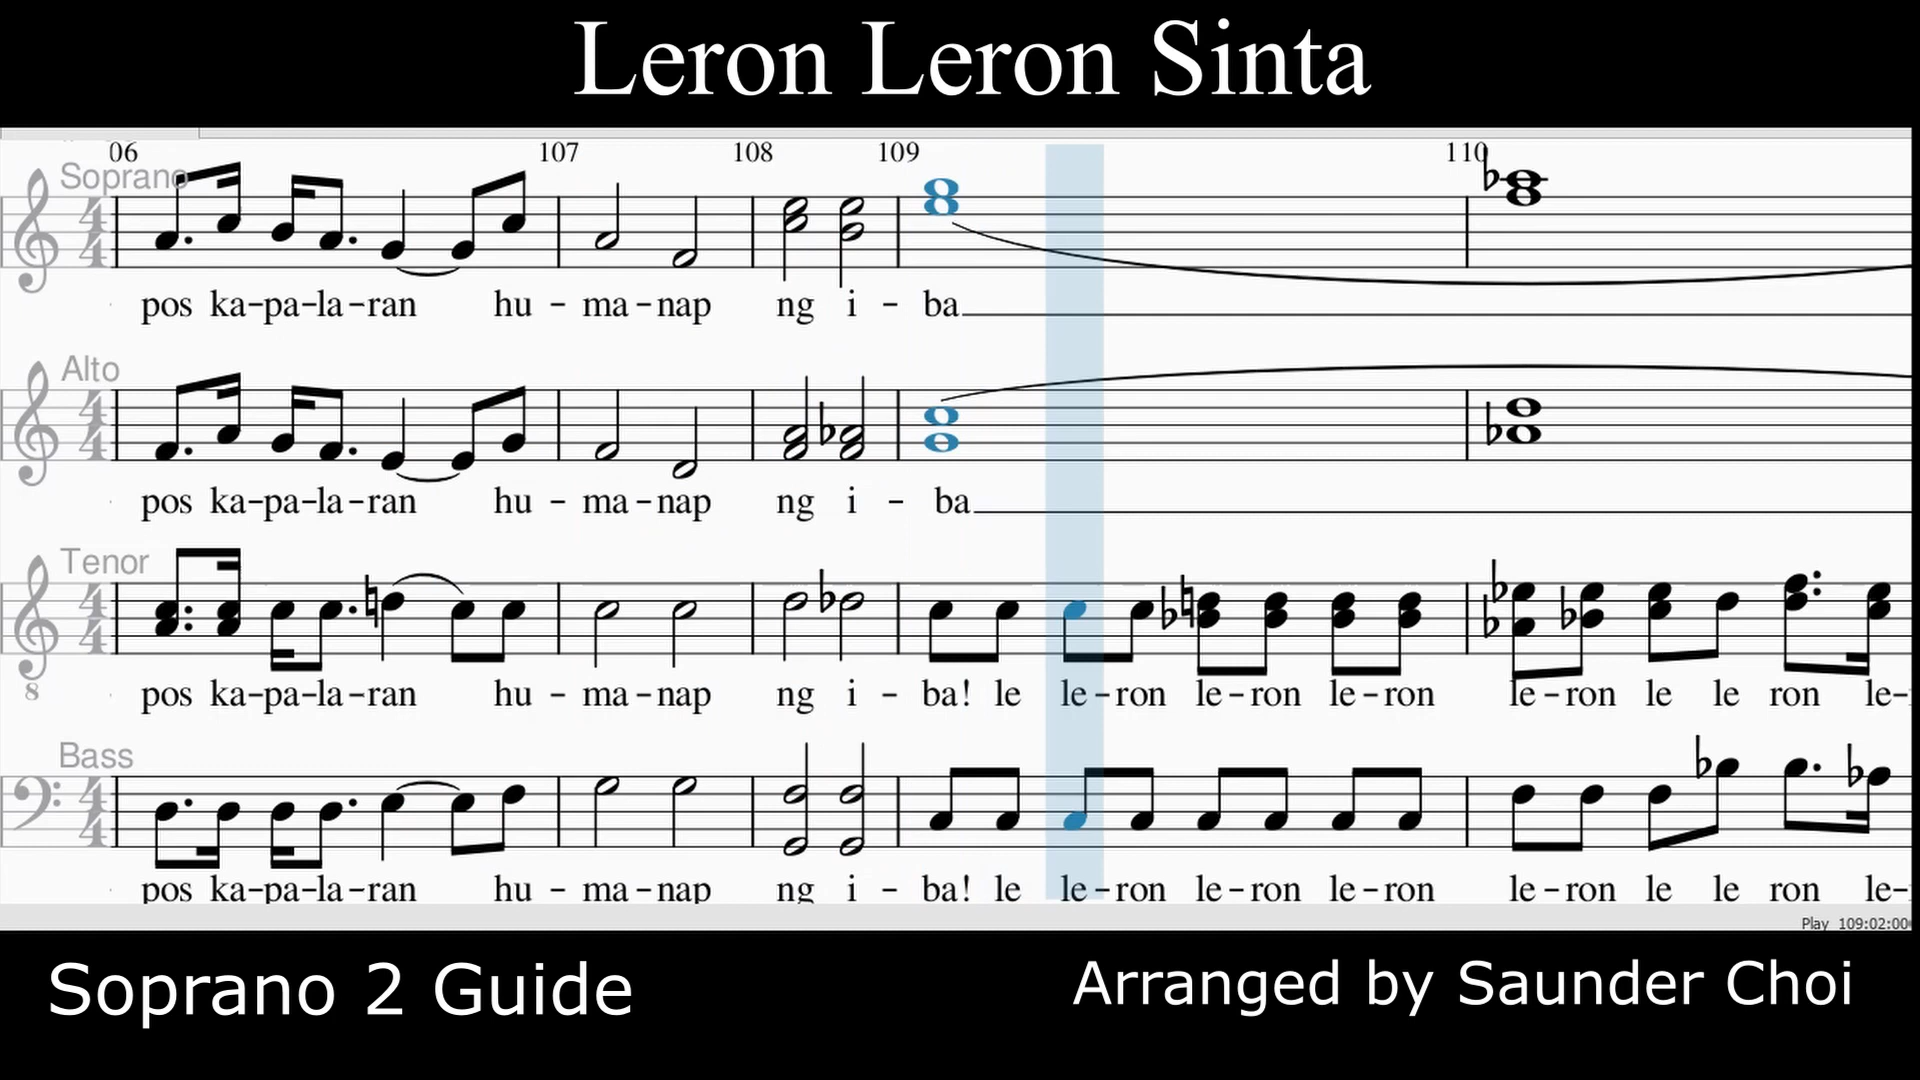 Leron Leron Sinta
06 107 108 109 110
Soprano
pos ka-pa-la-ran hu - ma-nap ng i - ba
Alto
pos ka-pa-la-ran hu - ma-nap ng i - ba
Tenor
8
pos ka-pa-la-ran hu - ma-nap ng i - ba! le le-ron le-ron le-ron le-ron le le ron le-
Bass
pos ka-pa-la-ran hu - ma-nap ng i - ba! le le-ron le-ron le-ron le-ron le le ron le-
Play 109:02:00
Soprano 2 Guide
Arranged by Saunder Choi